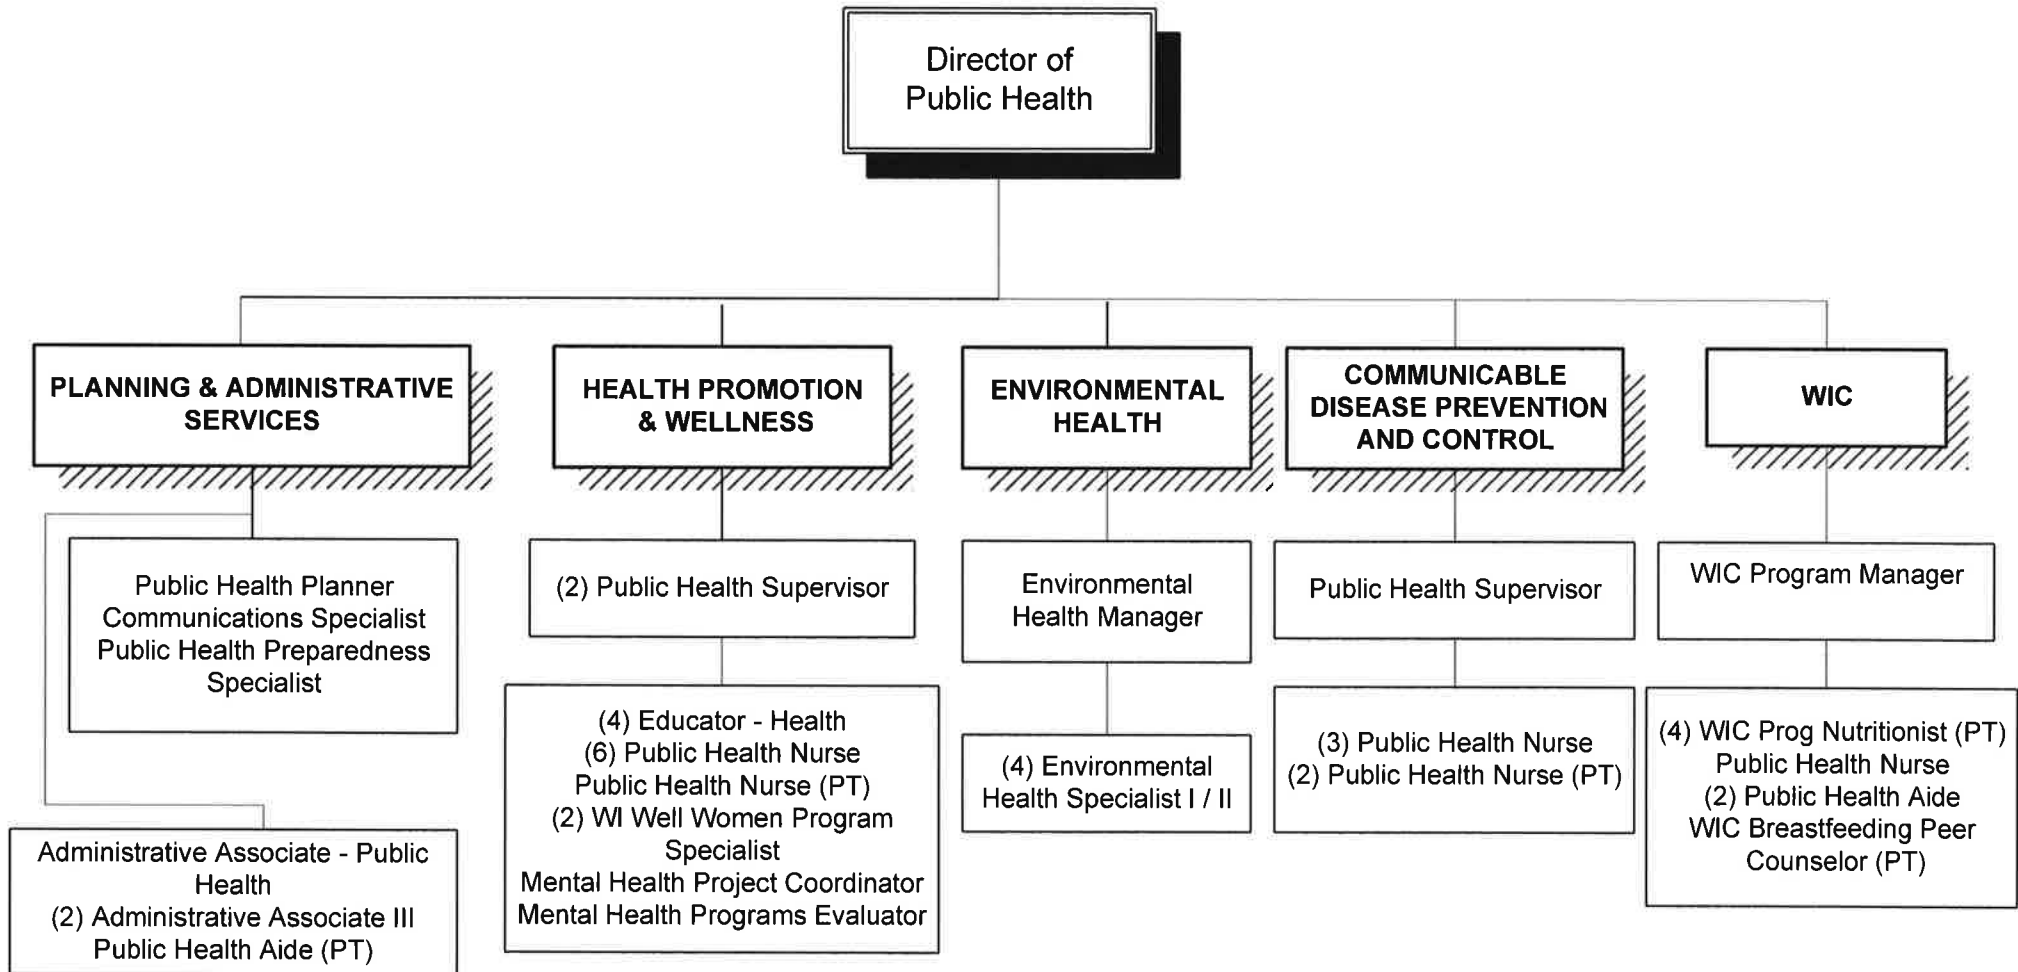 Director of
Public Health
PLANNING & ADMINISTRATIVE
SERVICES
HEALTH PROMOTION
& WELLNESS
ENVIRONMENTAL
HEALTH
COMMUNICABLE
DISEASE PREVENTION
AND CONTROL
WIC
Public Health Planner
Communications Specialist
Public Health Preparedness
Specialist
Administrative Associate - Public
Health
(2) Administrative Associate III
Public Health Aide (PT)
(2) Public Health Supervisor
(4) Educator - Health
(6) Public Health Nurse
Public Health Nurse (PT)
(2) WI Well Women Program
Specialist
Mental Health Project Coordinator
Mental Health Programs Evaluator
Environmental
Health Manager
(4) Environmental
Health Specialist I / II
Public Health Supervisor
(3) Public Health Nurse
(2) Public Health Nurse (PT)
WIC Program Manager
(4) WIC Prog Nutritionist (PT)
Public Health Nurse
(2) Public Health Aide
WIC Breastfeeding Peer
Counselor (PT)